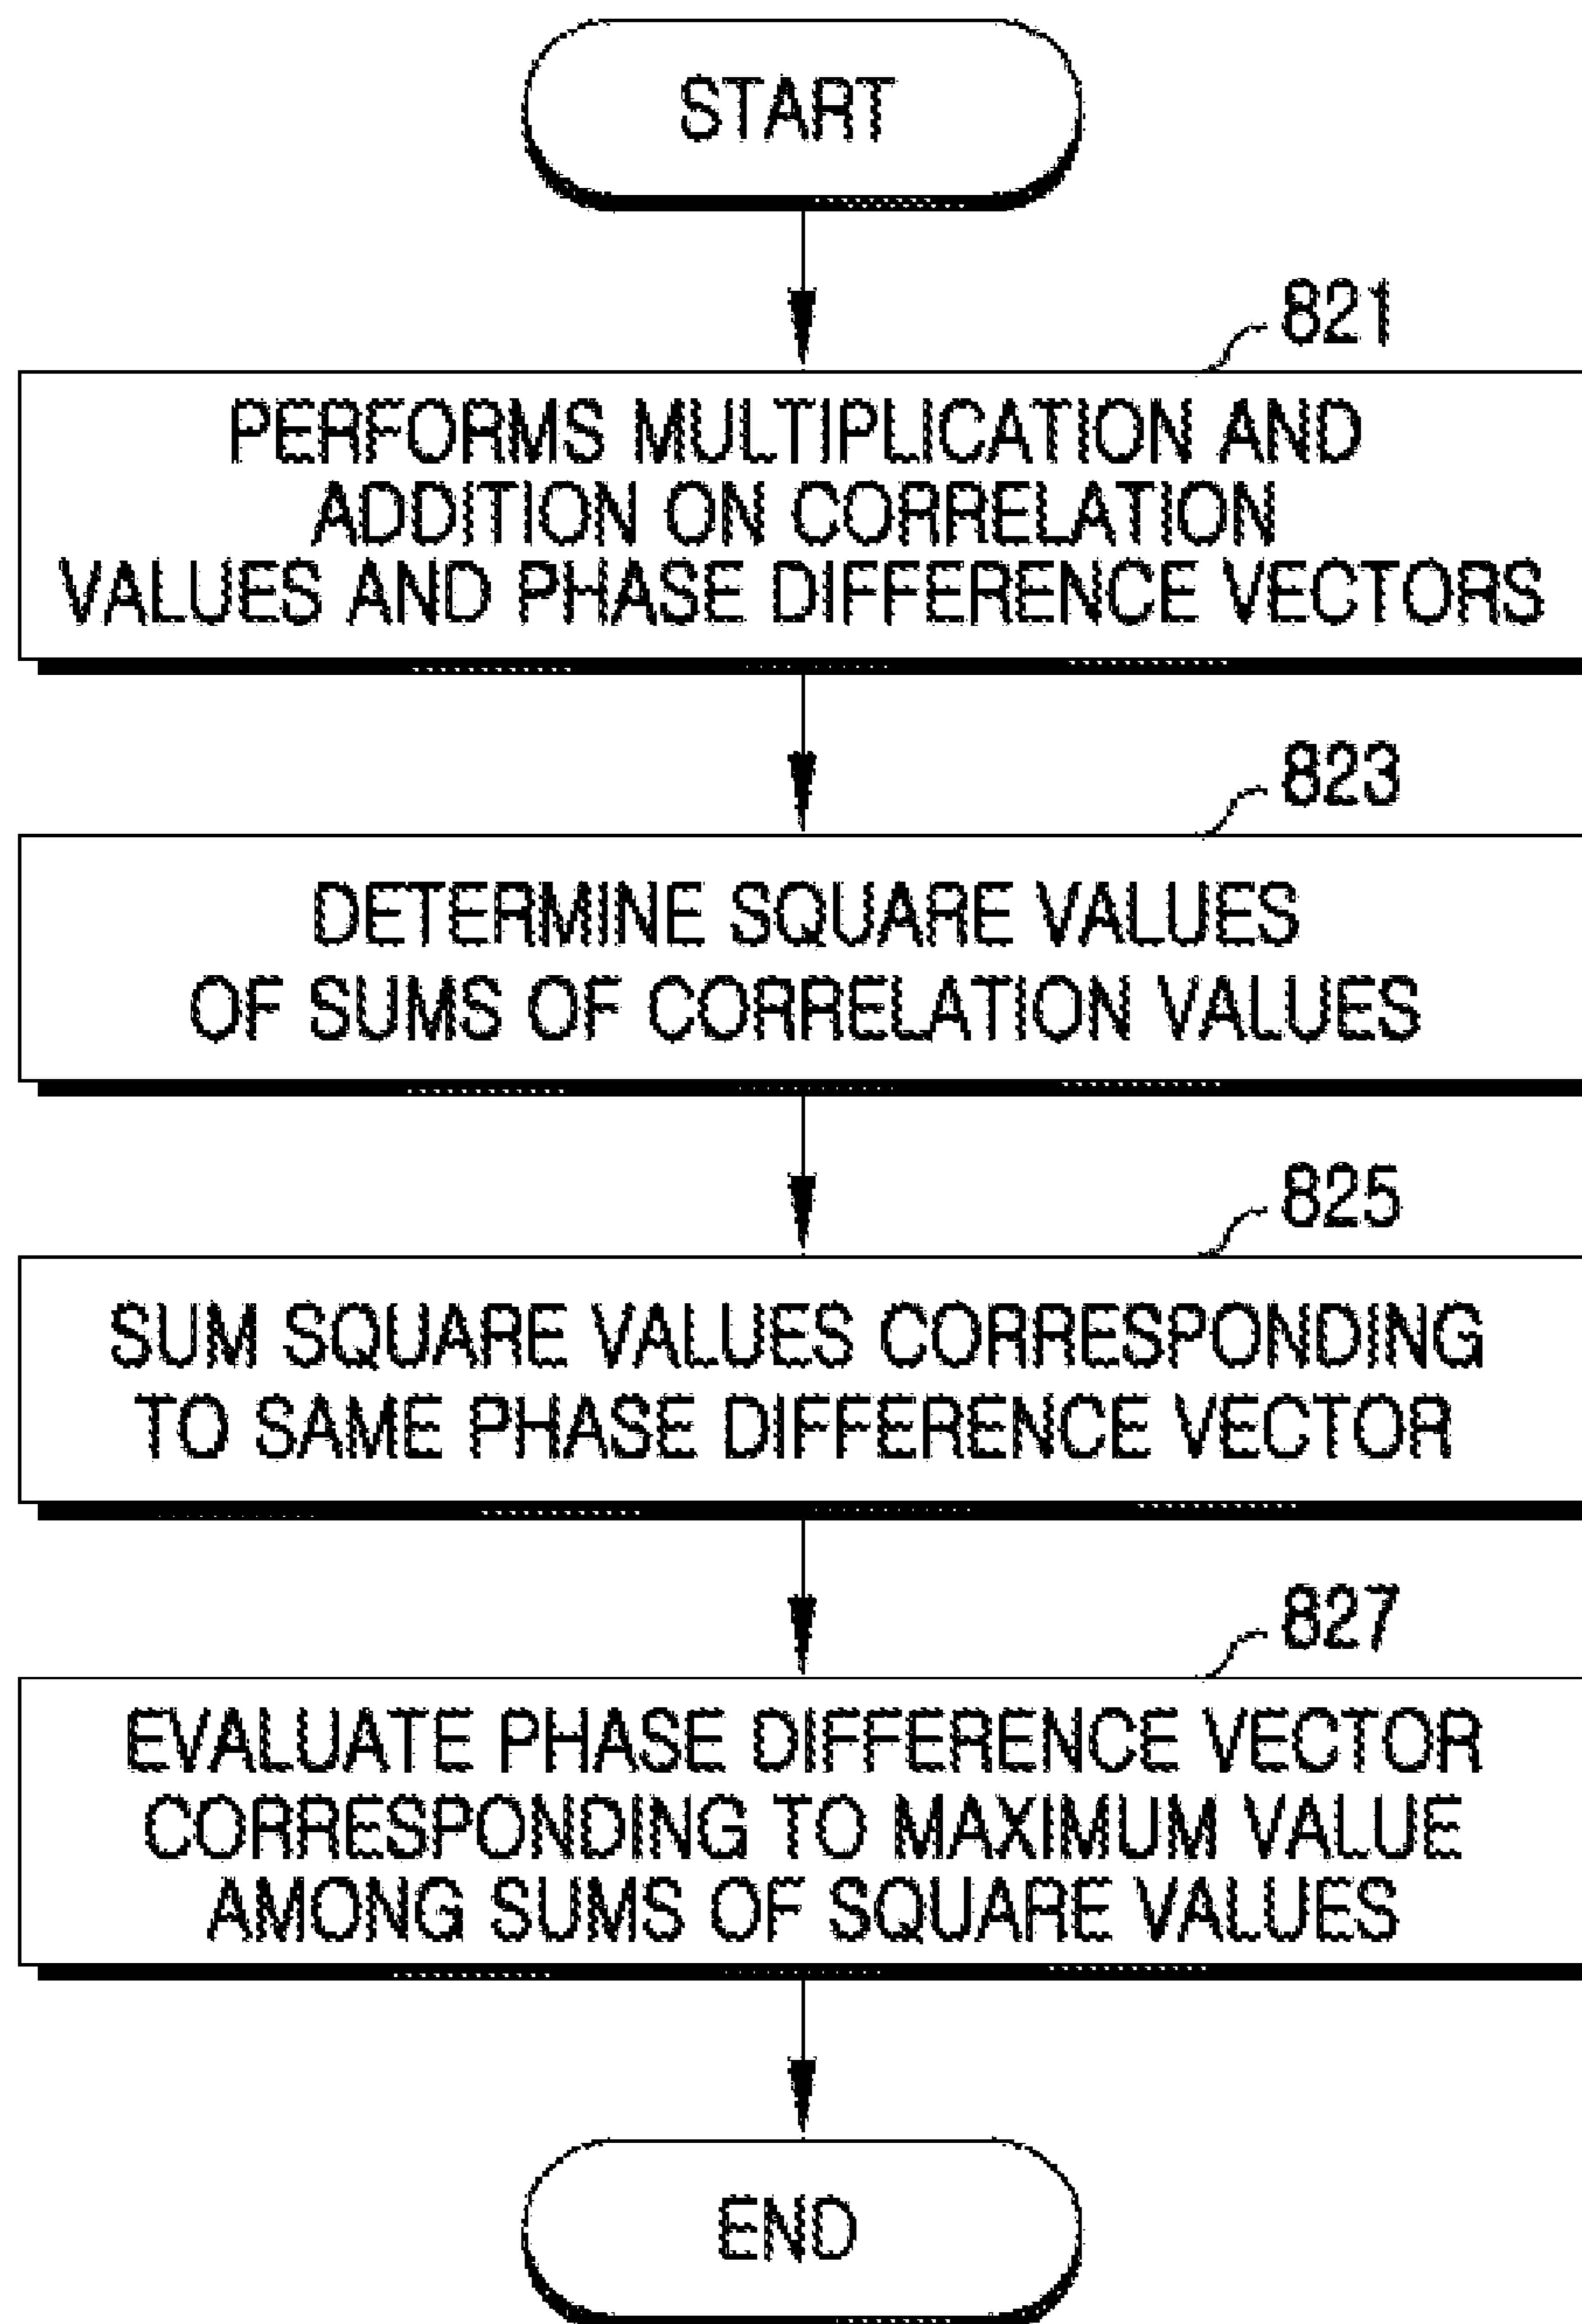 START
821
PERFORMS MULTIPLICATION AND
ADDITION ON CORRELATION
VALUES AND PHASE DIFFERENCE VECTORS
823
DETERMINE SQUARE VALUES
OF SUMS OF CORRELATION VALUES
825
SUM SQUARE VALUES CORRESPONDING
TO SAME PHASE DIFFERENCE VECTOR
827
EVALUATE PHASE DIFFERENCE VECTOR
CORRESPONDING TO MAXIMUM VALUE
AMONG SUMS OF SQUARE VALUES
END